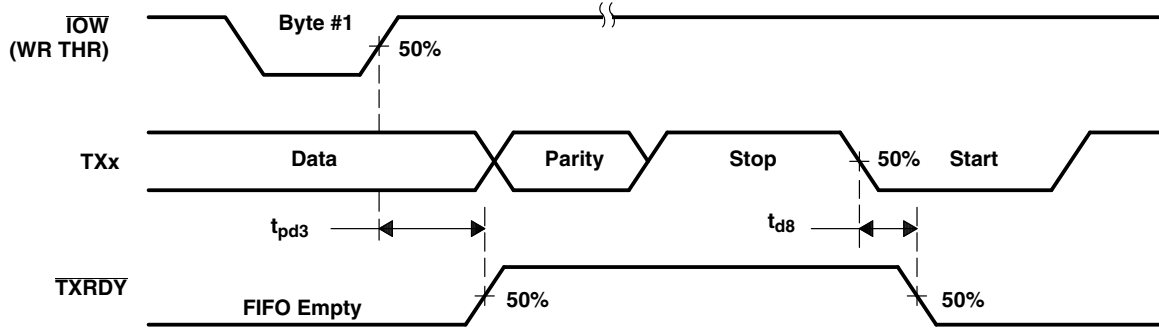 IOW
(WR THR)
Byte #1
50%
TXx
Data
Parity
Stop
50%
Start
tpd3
td8
TXRDY
FIFO Empty
50%
50%